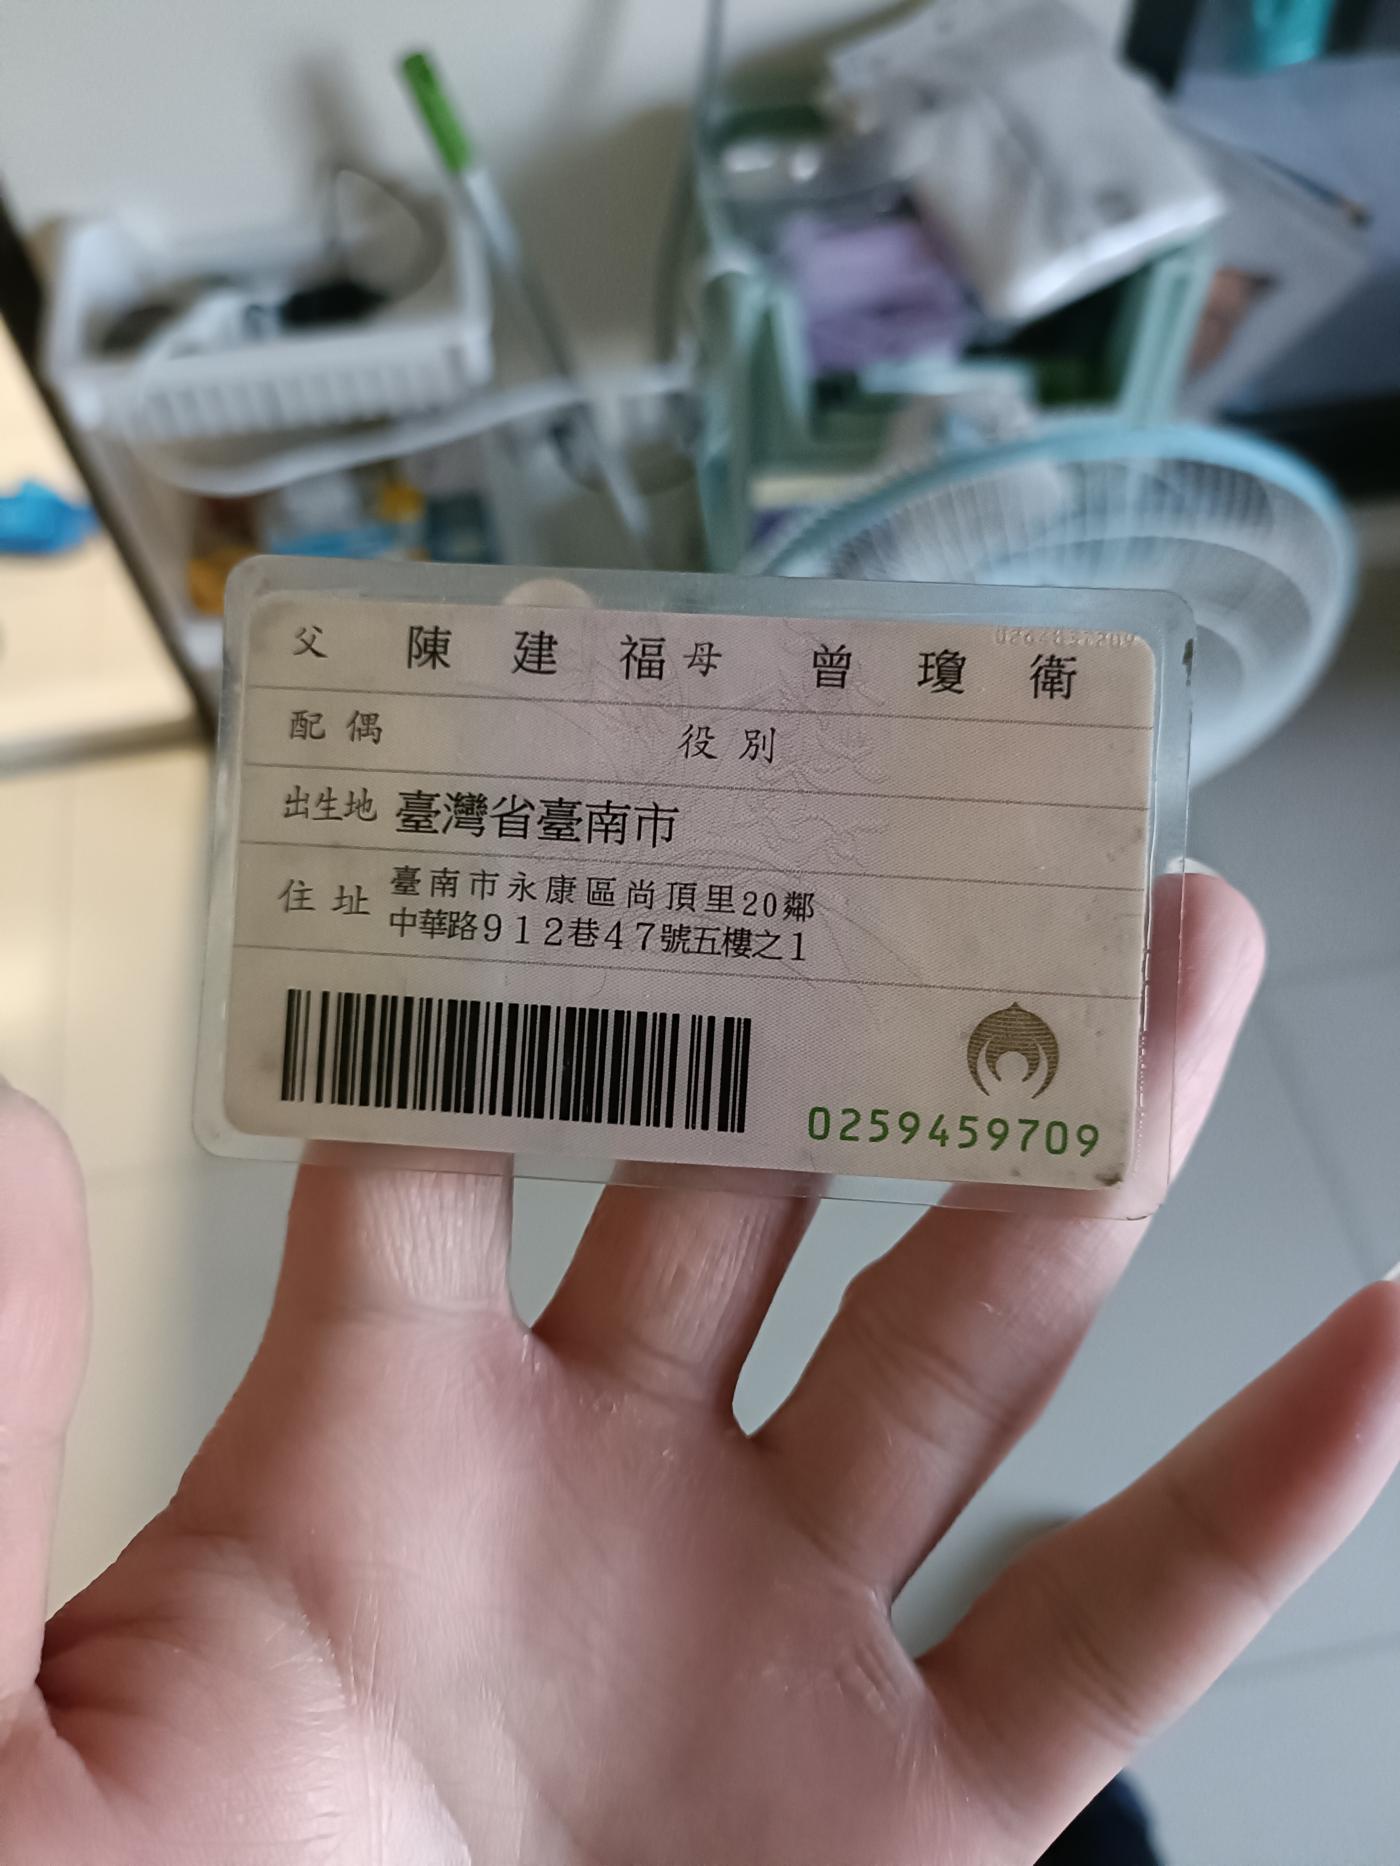 父 陳建福 母 曾瓊衛
配偶 役別
出生地 臺灣省臺南市
住址 臺南市永康區尚頂里20鄰
中華路912巷47號五樓之1
0259459709